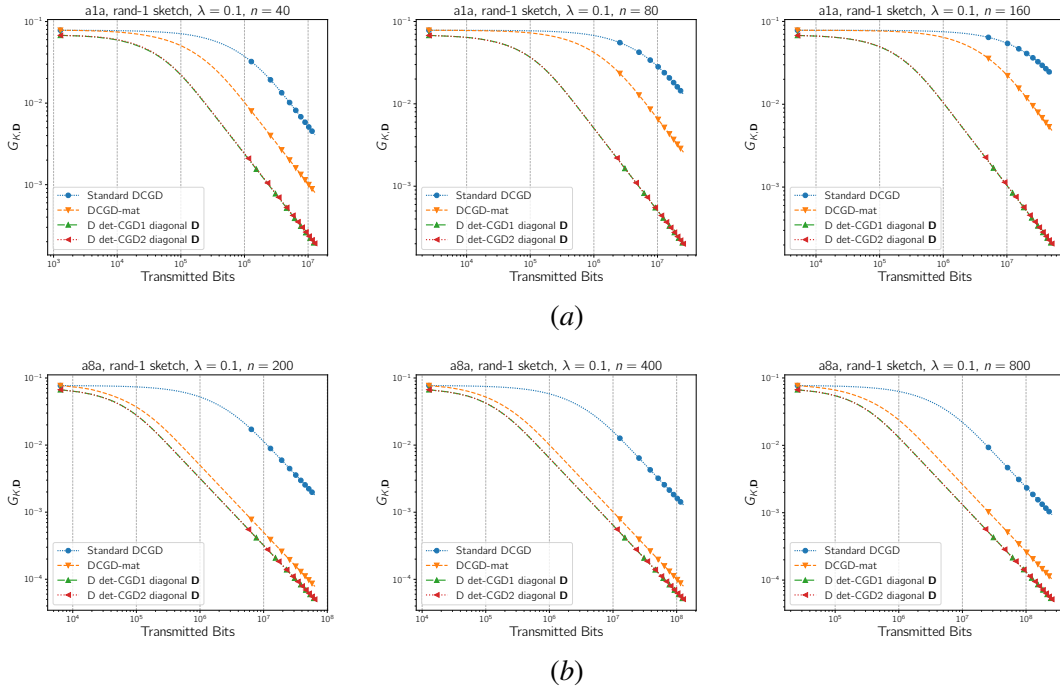 a1a, rand-1 sketch, λ = 0.1, n = 40
a1a, rand-1 sketch, λ = 0.1, n = 80
a1a, rand-1 sketch, λ = 0.1, n = 160
G_{K,D}
10⁻¹
10⁻²
10⁻³
Standard DCGD
DCGD-mat
D det-CGD1 diagonal D
D det-CGD2 diagonal D
10³ 10⁴ 10⁵ 10⁶ 10⁷
Transmitted Bits
10⁻¹
10⁻²
10⁻³
Standard DCGD
DCGD-mat
D det-CGD1 diagonal D
D det-CGD2 diagonal D
10⁴ 10⁵ 10⁶ 10⁷
Transmitted Bits
10⁻¹
10⁻²
10⁻³
Standard DCGD
DCGD-mat
D det-CGD1 diagonal D
D det-CGD2 diagonal D
10⁴ 10⁵ 10⁶ 10⁷
Transmitted Bits
(a)
a8a, rand-1 sketch, λ = 0.1, n = 200
a8a, rand-1 sketch, λ = 0.1, n = 400
a8a, rand-1 sketch, λ = 0.1, n = 800
G_{K,D}
10⁻¹
10⁻²
10⁻³
10⁻⁴
Standard DCGD
DCGD-mat
D det-CGD1 diagonal D
D det-CGD2 diagonal D
10⁴ 10⁵ 10⁶ 10⁷ 10⁸
Transmitted Bits
10⁻¹
10⁻²
10⁻³
10⁻⁴
Standard DCGD
DCGD-mat
D det-CGD1 diagonal D
D det-CGD2 diagonal D
10⁴ 10⁵ 10⁶ 10⁷ 10⁸
Transmitted Bits
10⁻¹
10⁻²
10⁻³
10⁻⁴
Standard DCGD
DCGD-mat
D det-CGD1 diagonal D
D det-CGD2 diagonal D
10⁵ 10⁶ 10⁷ 10⁸
Transmitted Bits
(b)